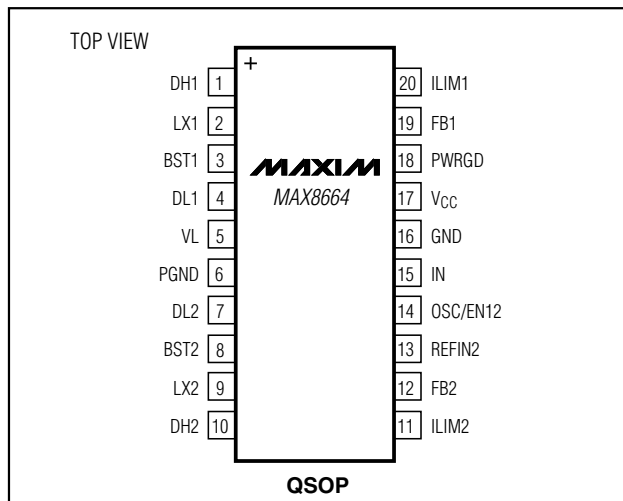 TOP VIEW
+
DH1 1
LX1 2
BST1 3
DL1 4
VL 5
PGND 6
DL2 7
BST2 8
LX2 9
DH2 10
MAXIM
MAX8664
20 ILIM1
19 FB1
18 PWRGD
17 VCC
16 GND
15 IN
14 OSC/EN12
13 REFIN2
12 FB2
11 ILIM2
QSOP